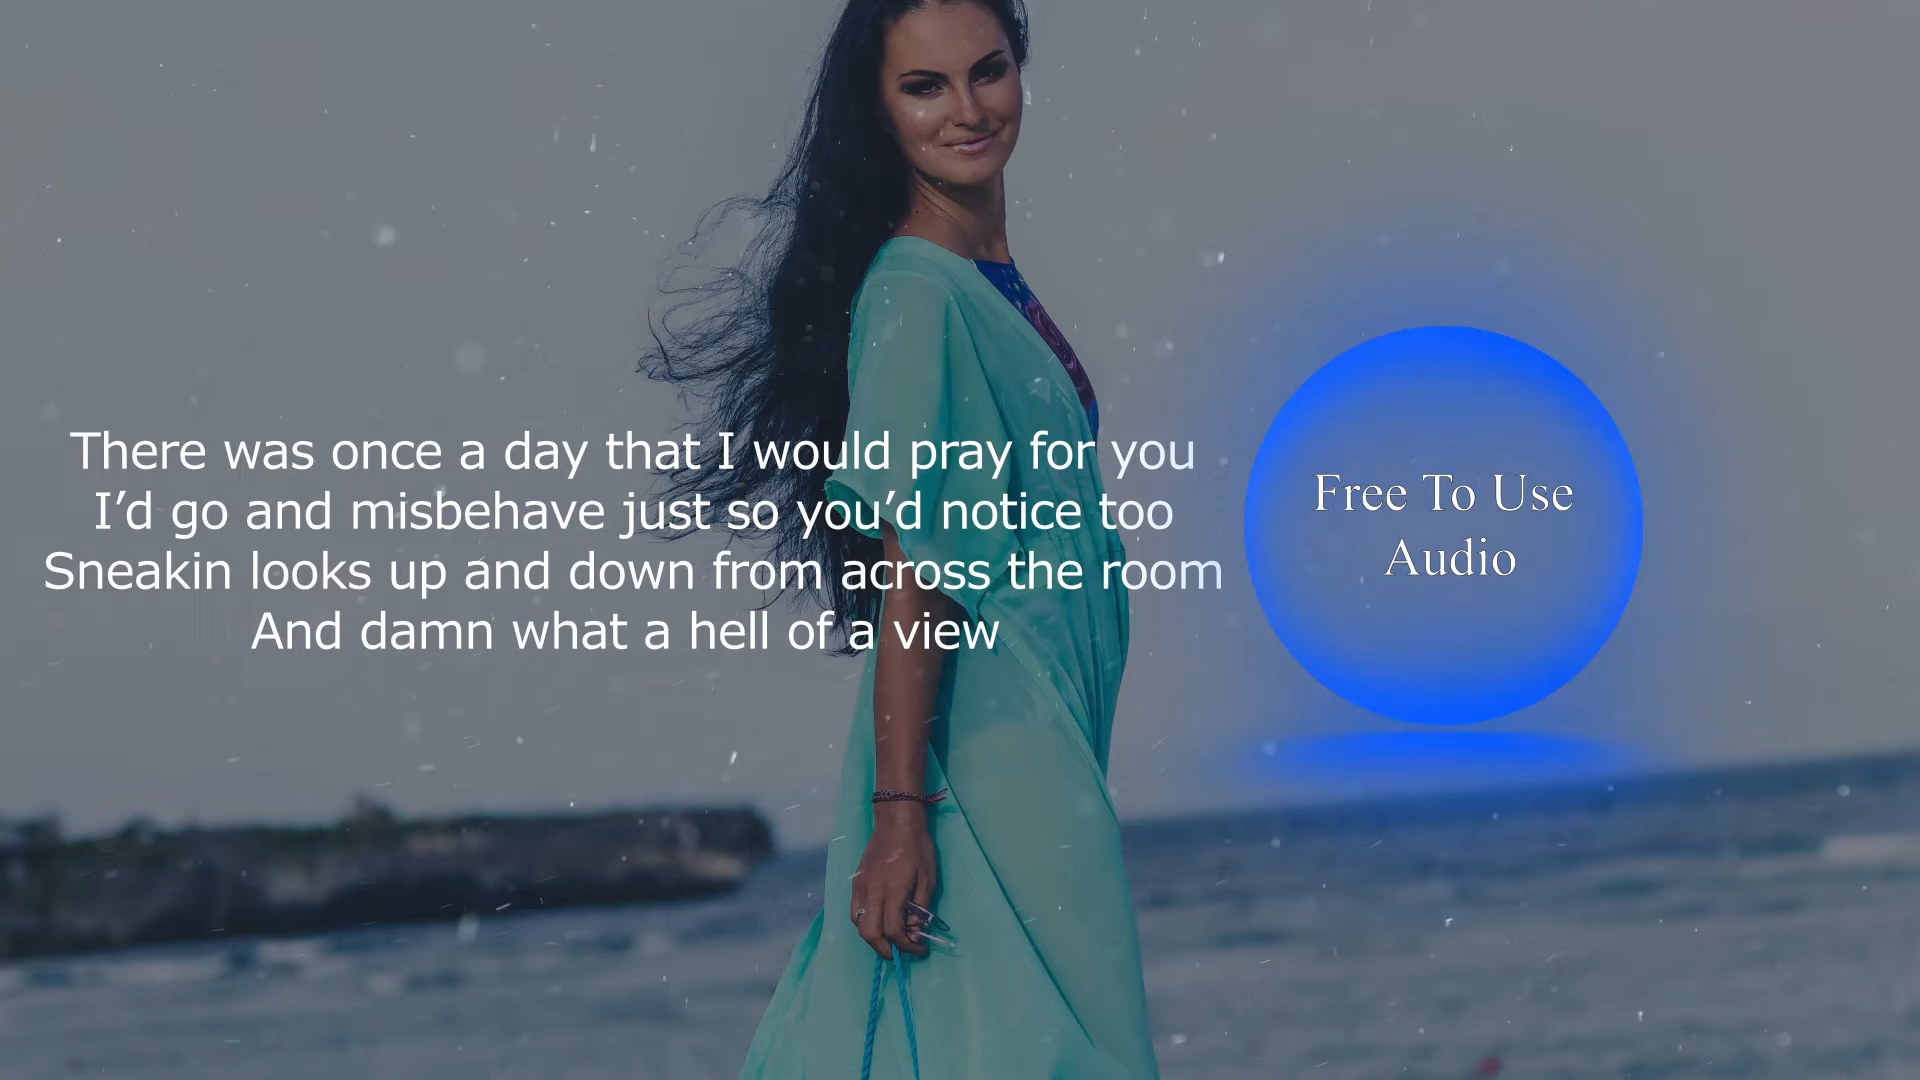 There was once a day that I would pray for you
I’d go and misbehave just so you’d notice too
Sneakin looks up and down from across the room
And damn what a hell of a view
Free To Use
Audio